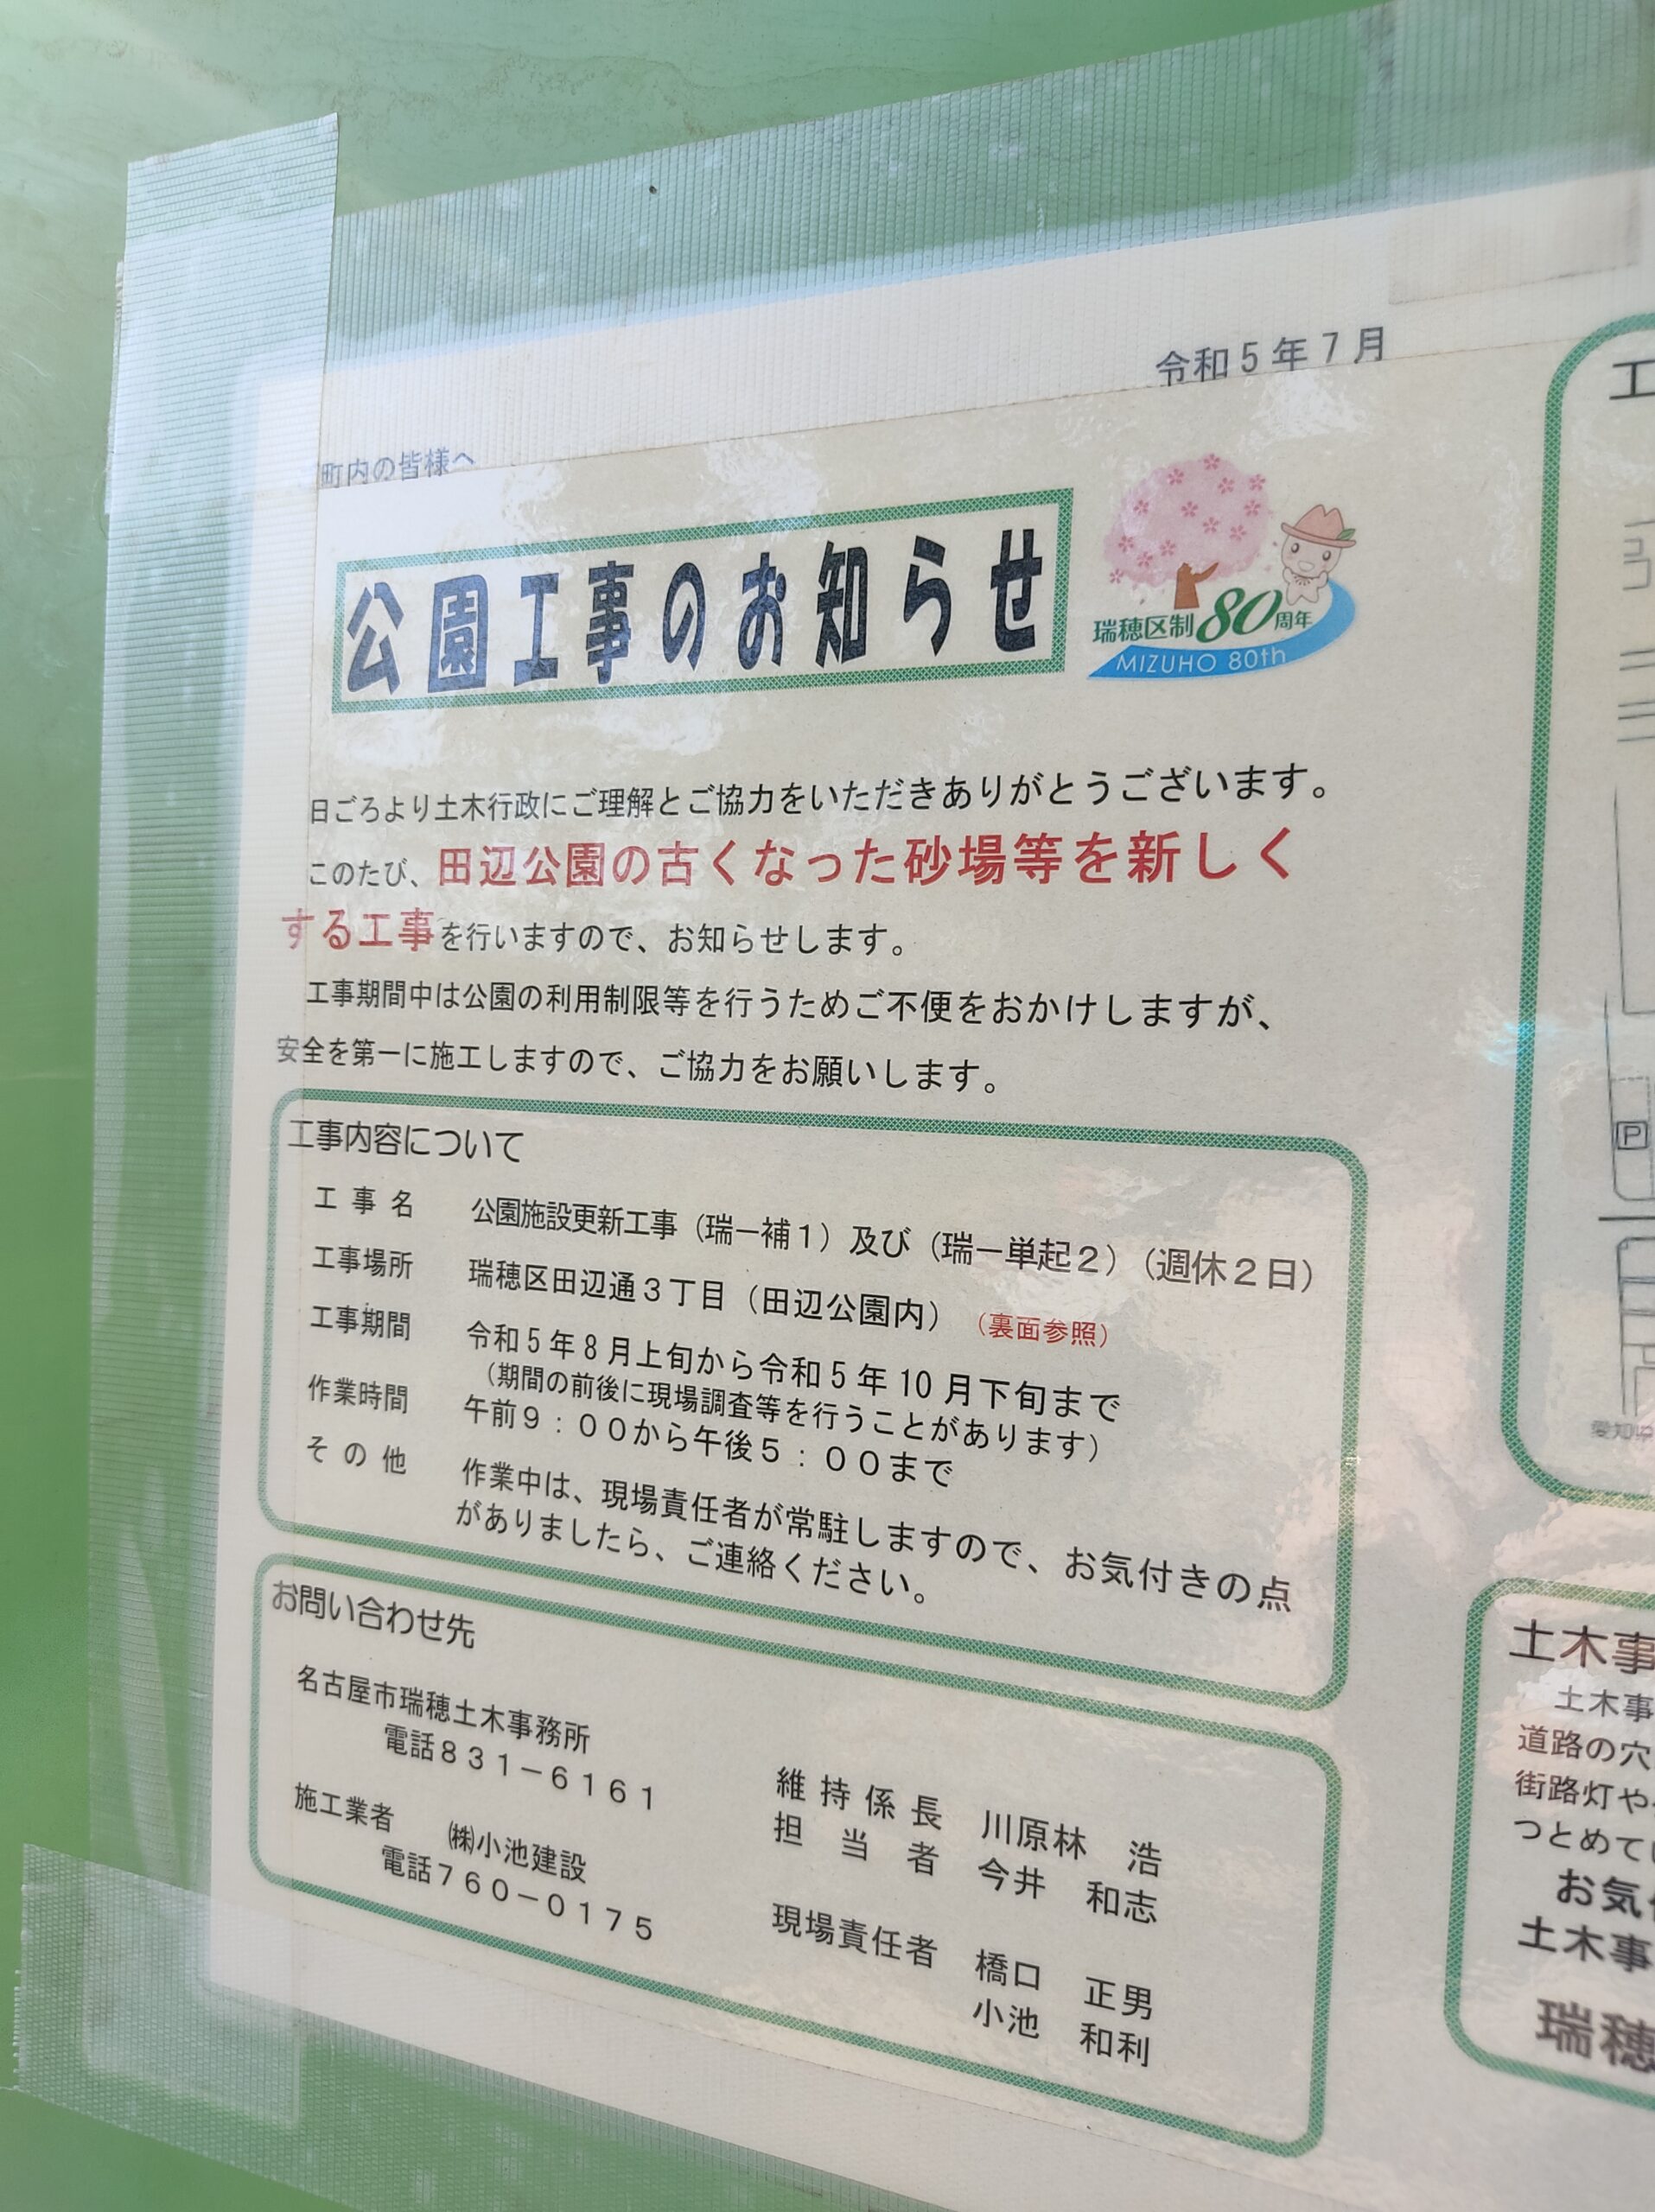 令和5年7月
町内の皆様へ
公園工事のお知らせ
瑞穂区制80周年
MIZUHO 80th
日ごろより土木行政にご理解とご協力をいただきありがとうございます。
このたび、田辺公園の古くなった砂場等を新しく
する工事を行いますので、お知らせします。
工事期間中は公園の利用制限等を行うためご不便をおかけしますが、
安全を第一に施工しますので、ご協力をお願いします。
工事内容について
工事名 公園施設更新工事（瑞－補１）及び（瑞－単起２）（週休２日）
工事場所 瑞穂区田辺通３丁目（田辺公園内）（裏面参照）
工事期間 令和5年8月上旬から令和5年10月下旬まで
（期間の前後に現場調査等を行うことがあります）
作業時間 午前９：００から午後５：００まで
その他 作業中は、現場責任者が常駐しますので、お気付きの点
がありましたら、ご連絡ください。
お問い合わせ先
名古屋市瑞穂土木事務所
電話８３１－６１６１
維持係長 川原林 浩
担当者 今井 和志
施工業者 ㈱小池建設
電話７６０－０１７５
現場責任者 橋口 正男
小池 和利
工
P
愛知
土木事
土木事
道路の穴
街路灯や
つとめて
お気
土木事
瑞穂